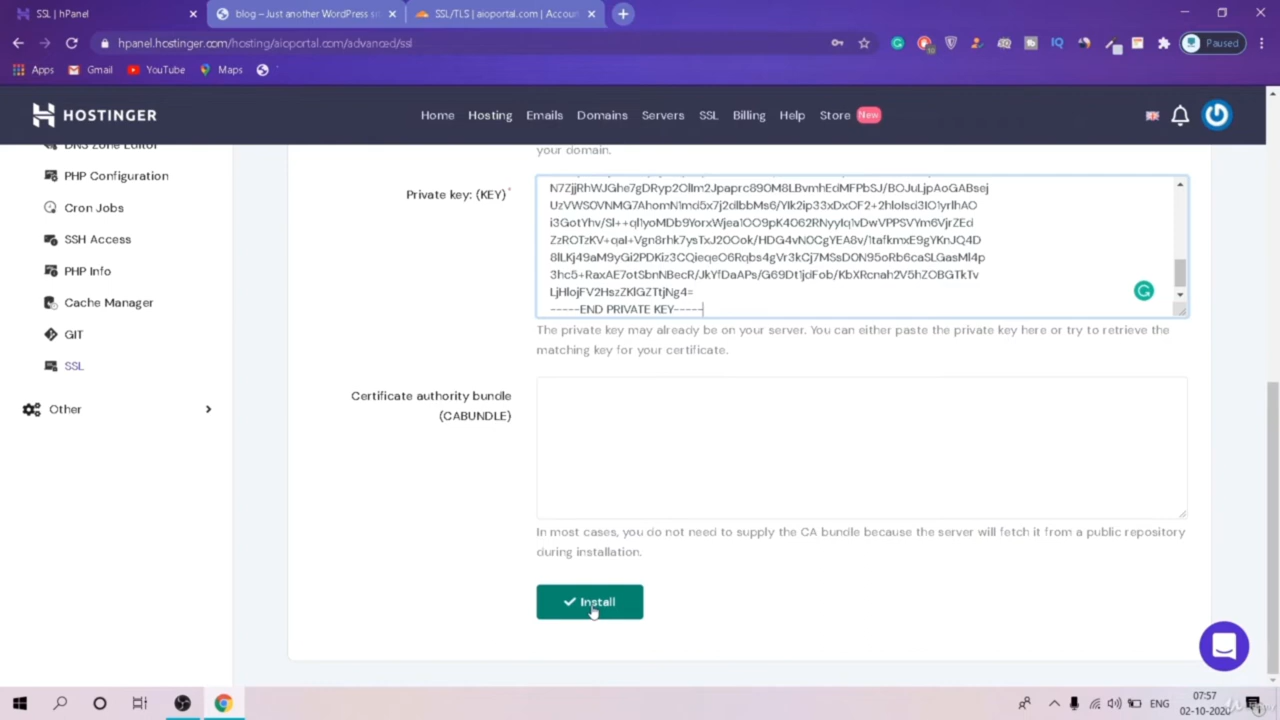 SSL | hPanel
blog – Just another WordPress si
SSL/TLS | aioportal.com | Accoun
hpanel.hostinger.com/hosting/aioportal.com/advanced/ssl
Paused
Apps
Gmail
YouTube
Maps
HOSTINGER
Home
Hosting
Emails
Domains
Servers
SSL
Billing
Help
Store
New
DNS Zone Editor
PHP Configuration
Cron Jobs
SSH Access
PHP Info
Cache Manager
GIT
SSL
Other
your domain.
Private key: (KEY)*
-----END PRIVATE KEY-----
The private key may already be on your server. You can either paste the private key here or try to retrieve the
matching key for your certificate.
Certificate authority bundle
(CABUNDLE)
In most cases, you do not need to supply the CA bundle because the server will fetch it from a public repository
during installation.
Install
ENG
07:57
02-10-2020